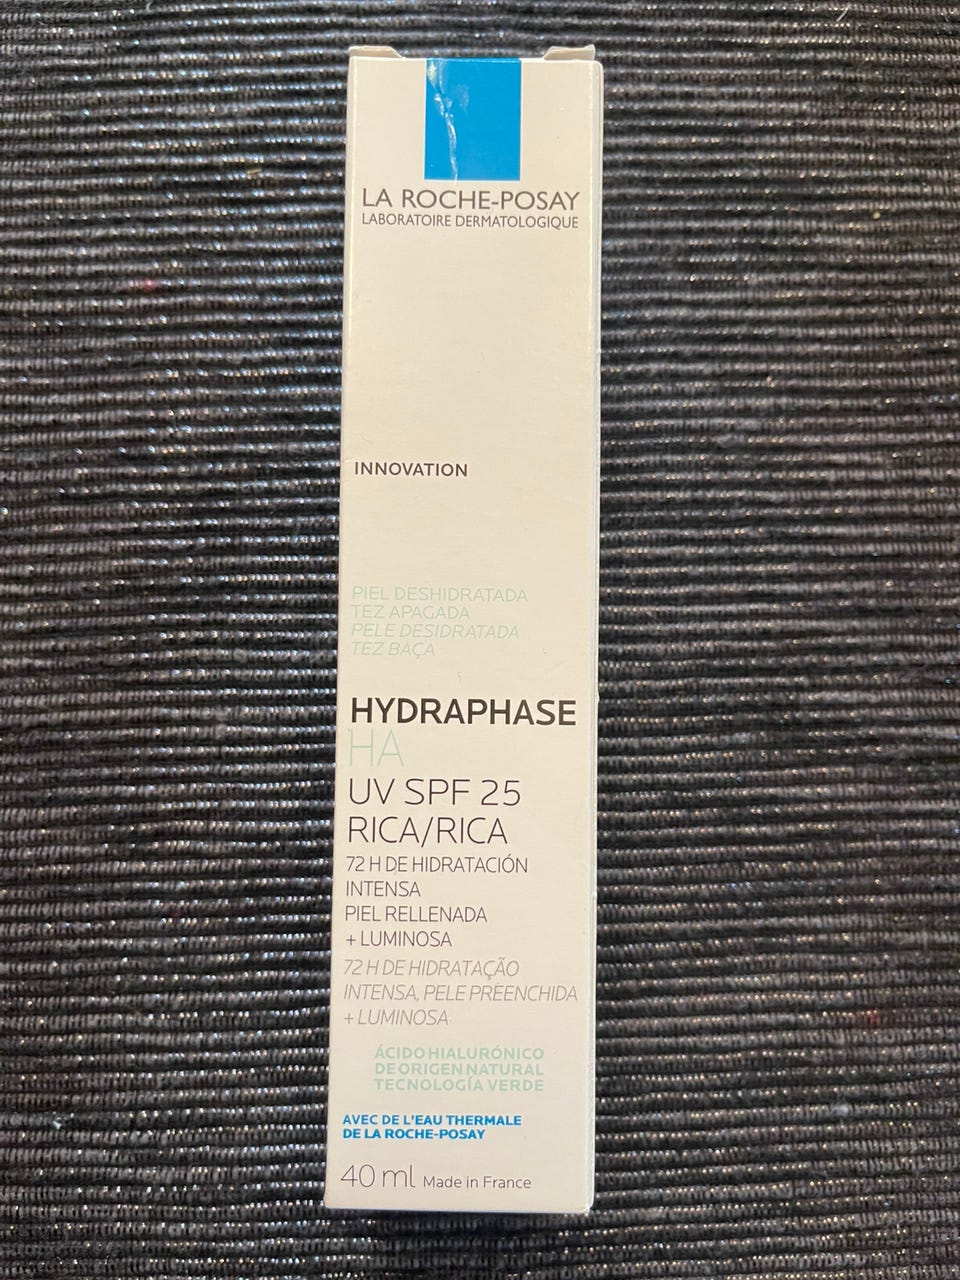 LA ROCHE-POSAY
LABORATOIRE DERMATOLOGIQUE
INNOVATION
PIEL DESHIDRATADA
TEZ APAGADA
PELE DESIDRATADA
TEZ BAÇA
HYDRAPHASE
HA
UV SPF 25
RICA/RICA
72 H DE HIDRATACIÓN
INTENSA
PIEL RELLENADA
+ LUMINOSA
72 H DE HIDRATAÇÃO
INTENSA, PELE PREENCHIDA
+ LUMINOSA
ÁCIDO HIALURÓNICO
DE ORIGEN NATURAL
TECNOLOGÍA VERDE
AVEC DE L'EAU THERMALE
DE LA ROCHE-POSAY
40 ml Made in France